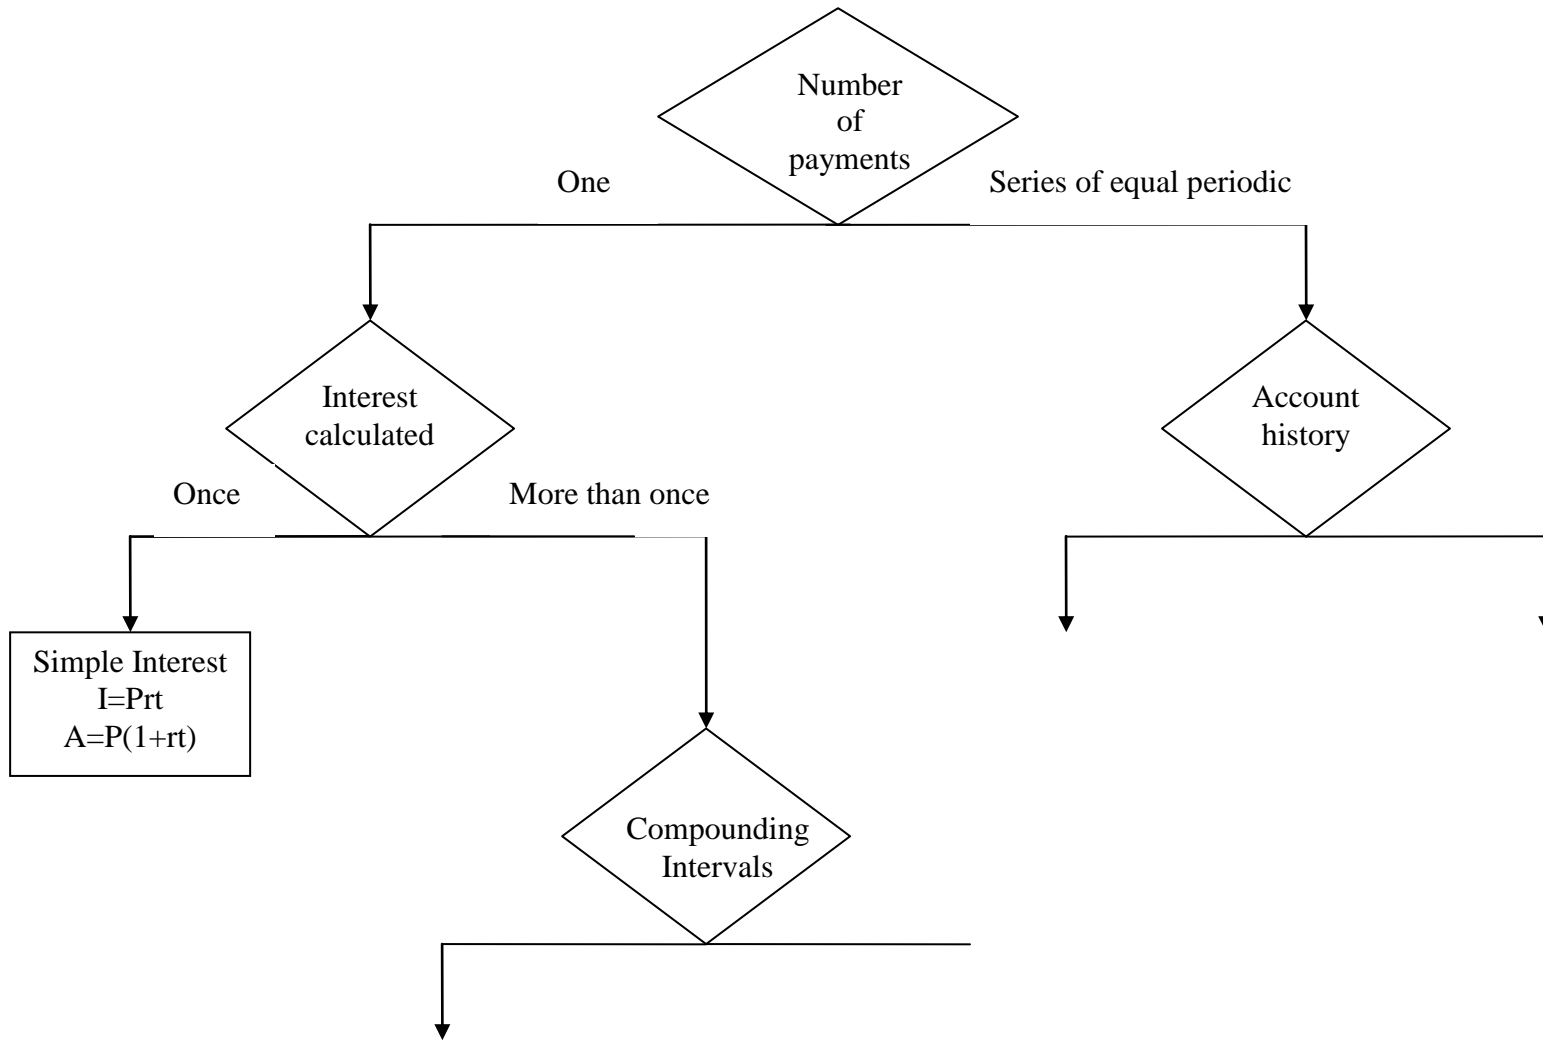 Number
of
payments
One
Series of equal periodic
Interest
calculated
Account
history
Once
More than once
Simple Interest
I=Prt
A=P(1+rt)
Compounding
Intervals